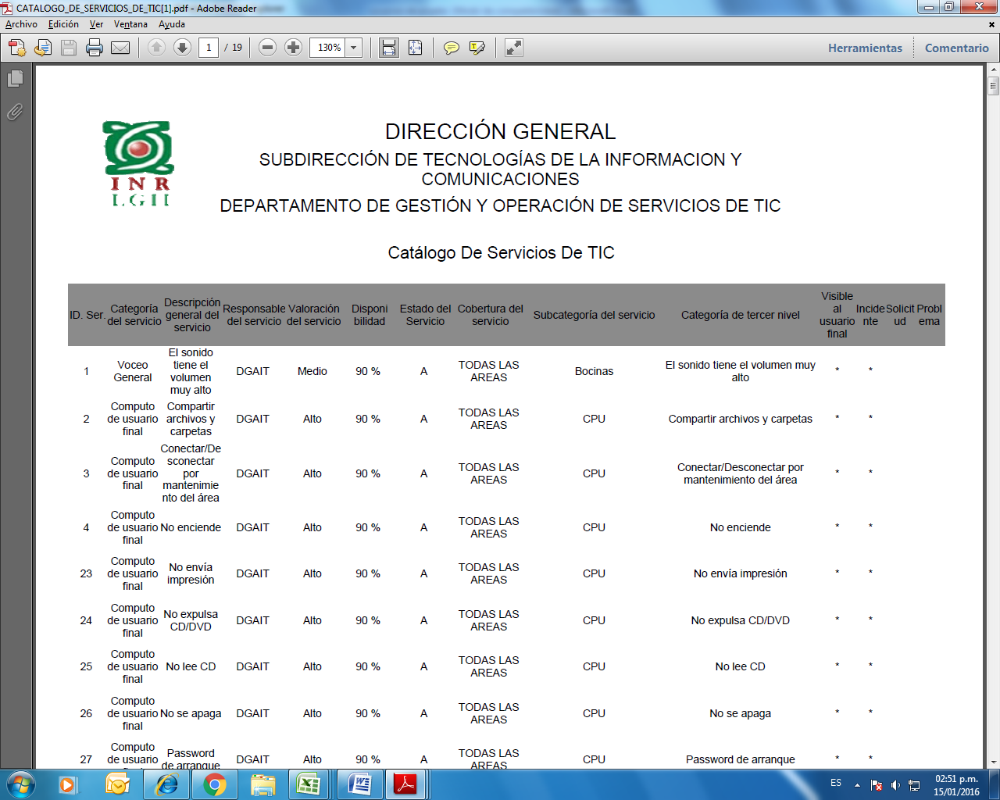 CATALOGO_DE_SERVICIOS_DE_TIC[1].pdf - Adobe Reader
Archivo Edición Ver Ventana Ayuda
1 / 19 130% Herramientas Comentario
INR
LGII
DIRECCIÓN GENERAL
SUBDIRECCIÓN DE TECNOLOGÍAS DE LA INFORMACION Y
COMUNICACIONES
DEPARTAMENTO DE GESTIÓN Y OPERACIÓN DE SERVICIOS DE TIC
Catálogo De Servicios De TIC
ID. Ser. Categoría del servicio Descripción general del servicio Responsable del servicio Valoración del servicio Disponi bilidad Estado del Servicio Cobertura del servicio Subcategoría del servicio Categoría de tercer nivel Visible al usuario final Incide nte Solicit ud Probl ema
1 Voceo General El sonido tiene el volumen muy alto DGAIT Medio 90 % A TODAS LAS AREAS Bocinas El sonido tiene el volumen muy alto * *
2 Computo de usuario final Compartir archivos y carpetas DGAIT Alto 90 % A TODAS LAS AREAS CPU Compartir archivos y carpetas * *
3 Computo de usuario final Conectar/De sconectar por mantenimie nto del área DGAIT Alto 90 % A TODAS LAS AREAS CPU Conectar/Desconectar por mantenimiento del área * *
4 Computo de usuario final No enciende DGAIT Alto 90 % A TODAS LAS AREAS CPU No enciende * *
23 Computo de usuario final No envía impresión DGAIT Alto 90 % A TODAS LAS AREAS CPU No envía impresión * *
24 Computo de usuario final No expulsa CD/DVD DGAIT Alto 90 % A TODAS LAS AREAS CPU No expulsa CD/DVD * *
25 Computo de usuario final No lee CD DGAIT Alto 90 % A TODAS LAS AREAS CPU No lee CD * *
26 Computo de usuario final No se apaga DGAIT Alto 90 % A TODAS LAS AREAS CPU No se apaga * *
27 Computo de usuario Password de arranque DGAIT Alto 90 % A TODAS LAS AREAS CPU Password de arranque * *
ES 02:51 p.m.
15/01/2016